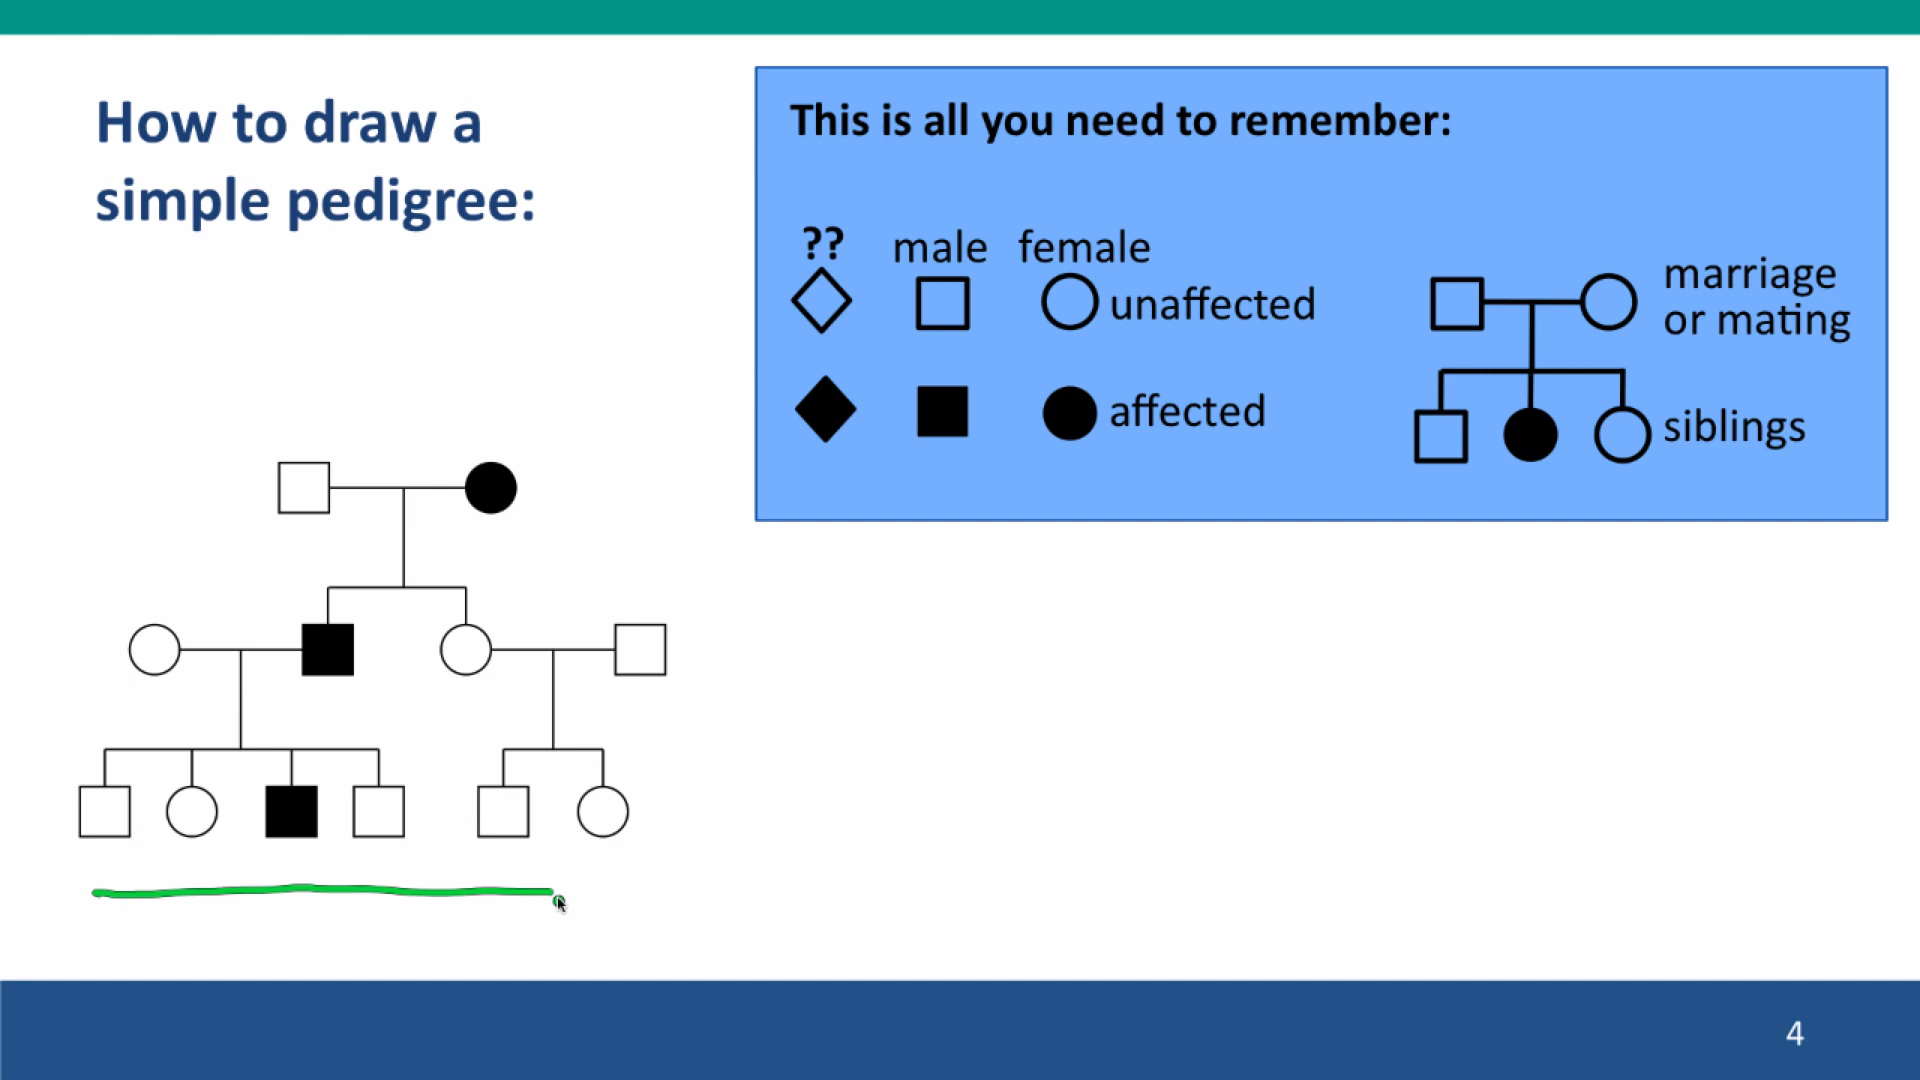 How to draw a
simple pedigree:
This is all you need to remember:
?? male female
unaffected
affected
marriage
or mating
siblings
4